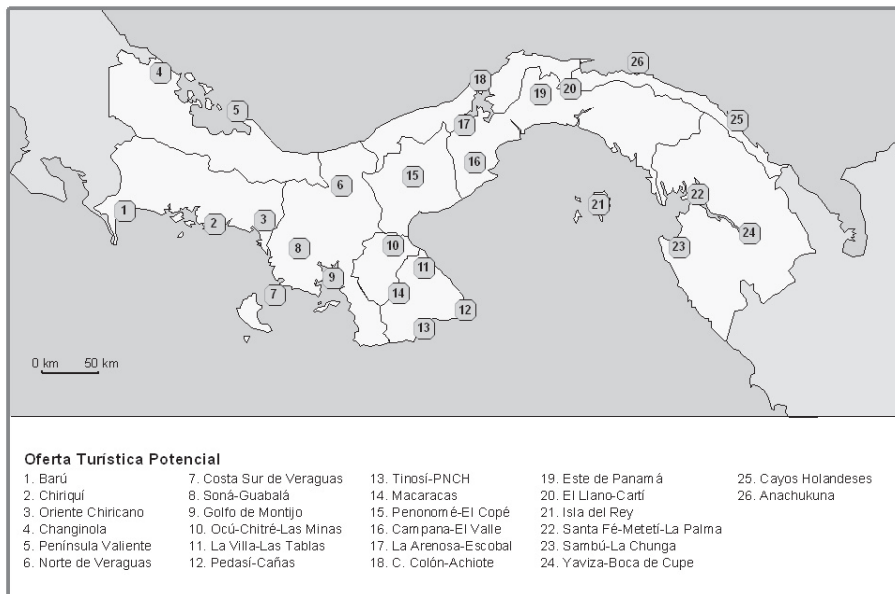 4
5
18
26
19
20
17
25
16
15
6
22
21
1
2
3
24
10
23
8
11
9
7
14
12
13
0 km 50 km
Oferta Turística Potencial
1. Barú
2. Chiriquí
3. Oriente Chiricano
4. Changinola
5. Península Valiente
6. Norte de Veraguas
7. Costa Sur de Veraguas
8. Soná-Guabalá
9. Golfo de Montijo
10. Ocú-Chitré-Las Minas
11. La Villa-Las Tablas
12. Pedasí-Cañas
13. Tinosí-PNCH
14. Macaracas
15. Penonomé-El Copé
16. Campana-El Valle
17. La Arenosa-Escobal
18. C. Colón-Achiote
19. Este de Panamá
20. El Llano-Cartí
21. Isla del Rey
22. Santa Fé-Metetí-La Palma
23. Sambú-La Chunga
24. Yaviza-Boca de Cupe
25. Cayos Holandeses
26. Anachukuna